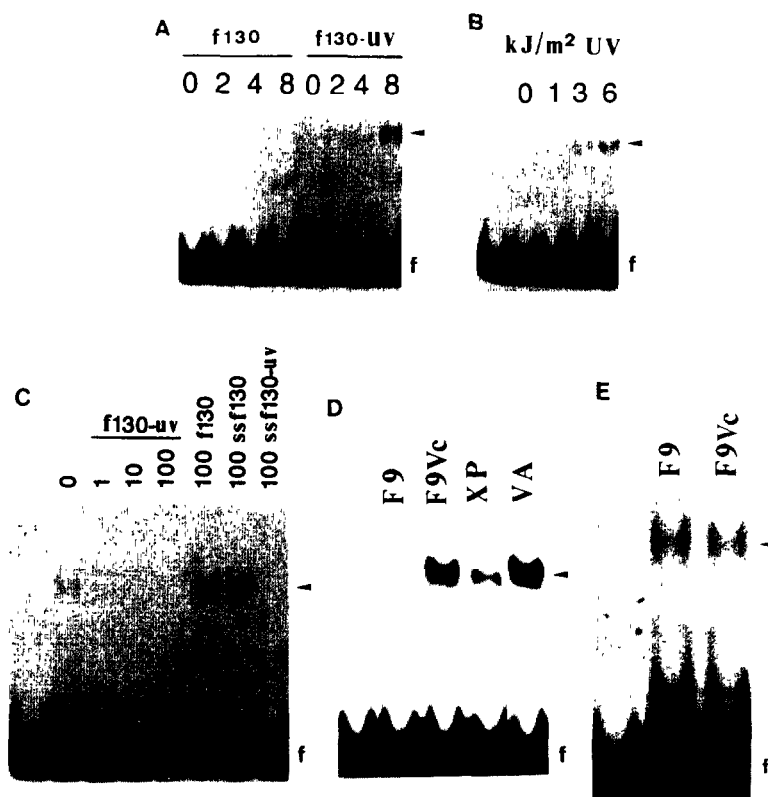 A
f130 f130-uv
0 2 4 8 0 2 4 8
f
B
kJ/m² UV
0 1 3 6
f
C
f130-uv
0 1 10 100 100 f130 100 ssf130 100 ssf130-uv
f
D
F9 F9Vc XP VA
f
E
F9 F9Vc
f